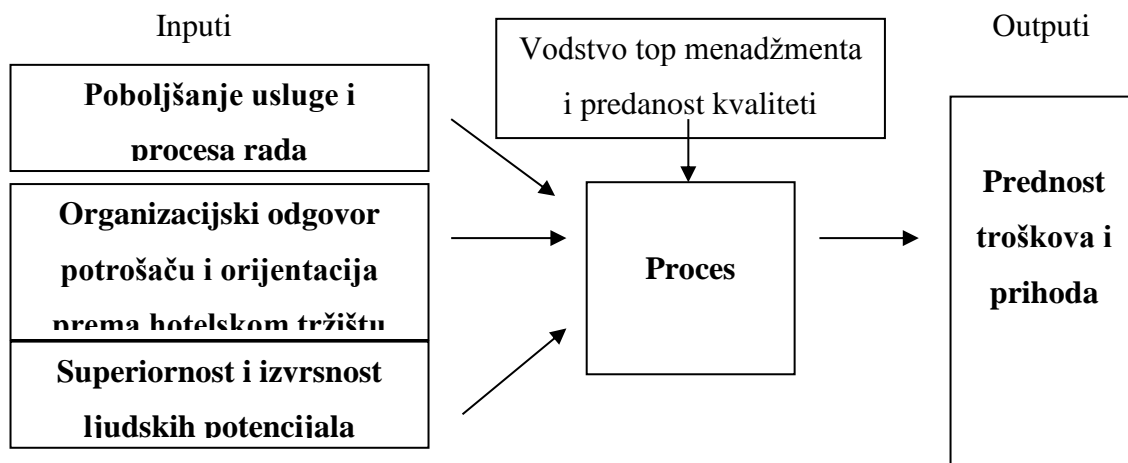 Inputi
Poboljšanje usluge i
procesa rada
Organizacijski odgovor
potrošaču i orijentacija
prema hotelskom tržištu
Superiornost i izvrsnost
ljudskih potencijala
Vodstvo top menadžmenta
i predanost kvaliteti
Proces
Outputi
Prednost
troškova i
prihoda